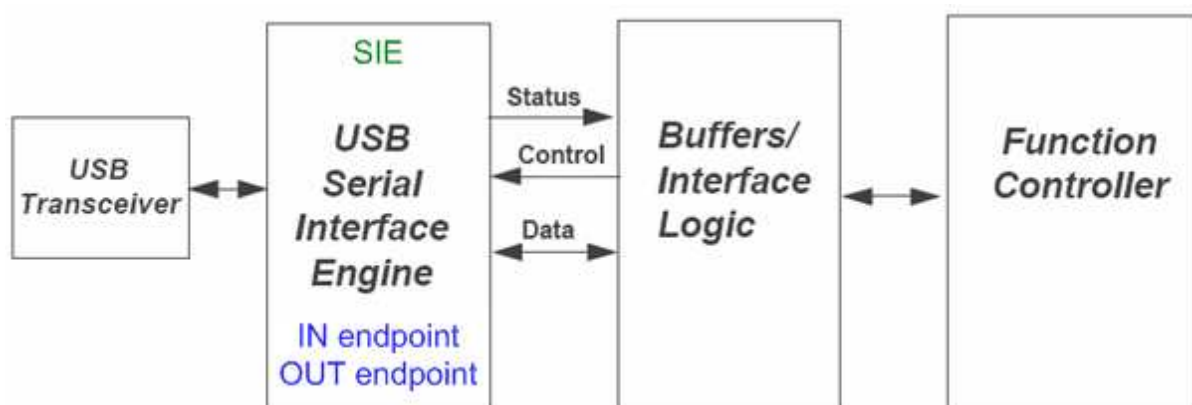 USB
Transceiver
SIE
USB
Serial
Interface
Engine
IN endpoint
OUT endpoint
Status
Control
Data
Buffers/
Interface
Logic
Function
Controller